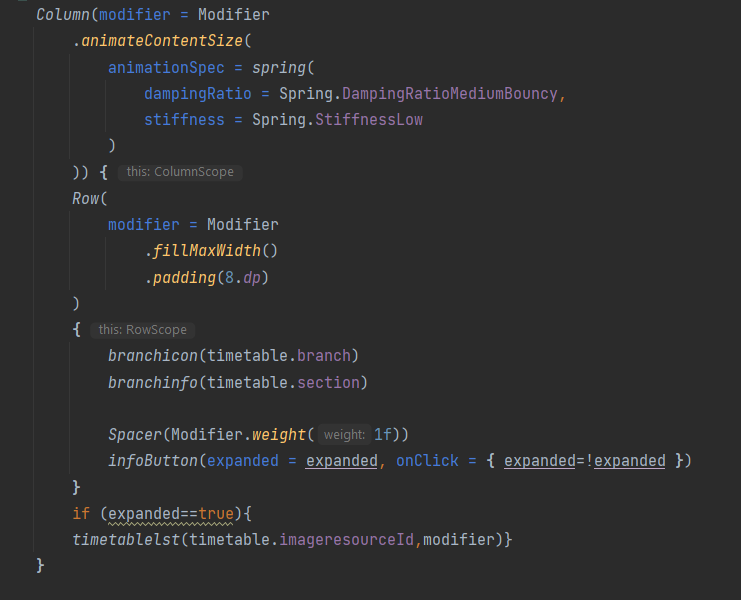 Column(modifier = Modifier
.animateContentSize(
animationSpec = spring(
dampingRatio = Spring.DampingRatioMediumBouncy,
stiffness = Spring.StiffnessLow
)
)) { this: ColumnScope
Row(
modifier = Modifier
.fillMaxWidth()
.padding(8.dp)
)
{ this: RowScope
branchicon(timetable.branch)
branchinfo(timetable.section)
Spacer(Modifier.weight( weight: 1f))
infoButton(expanded = expanded, onClick = { expanded=!expanded })
}
if (expanded==true){
timetablelst(timetable.imageresourceId,modifier)}
}